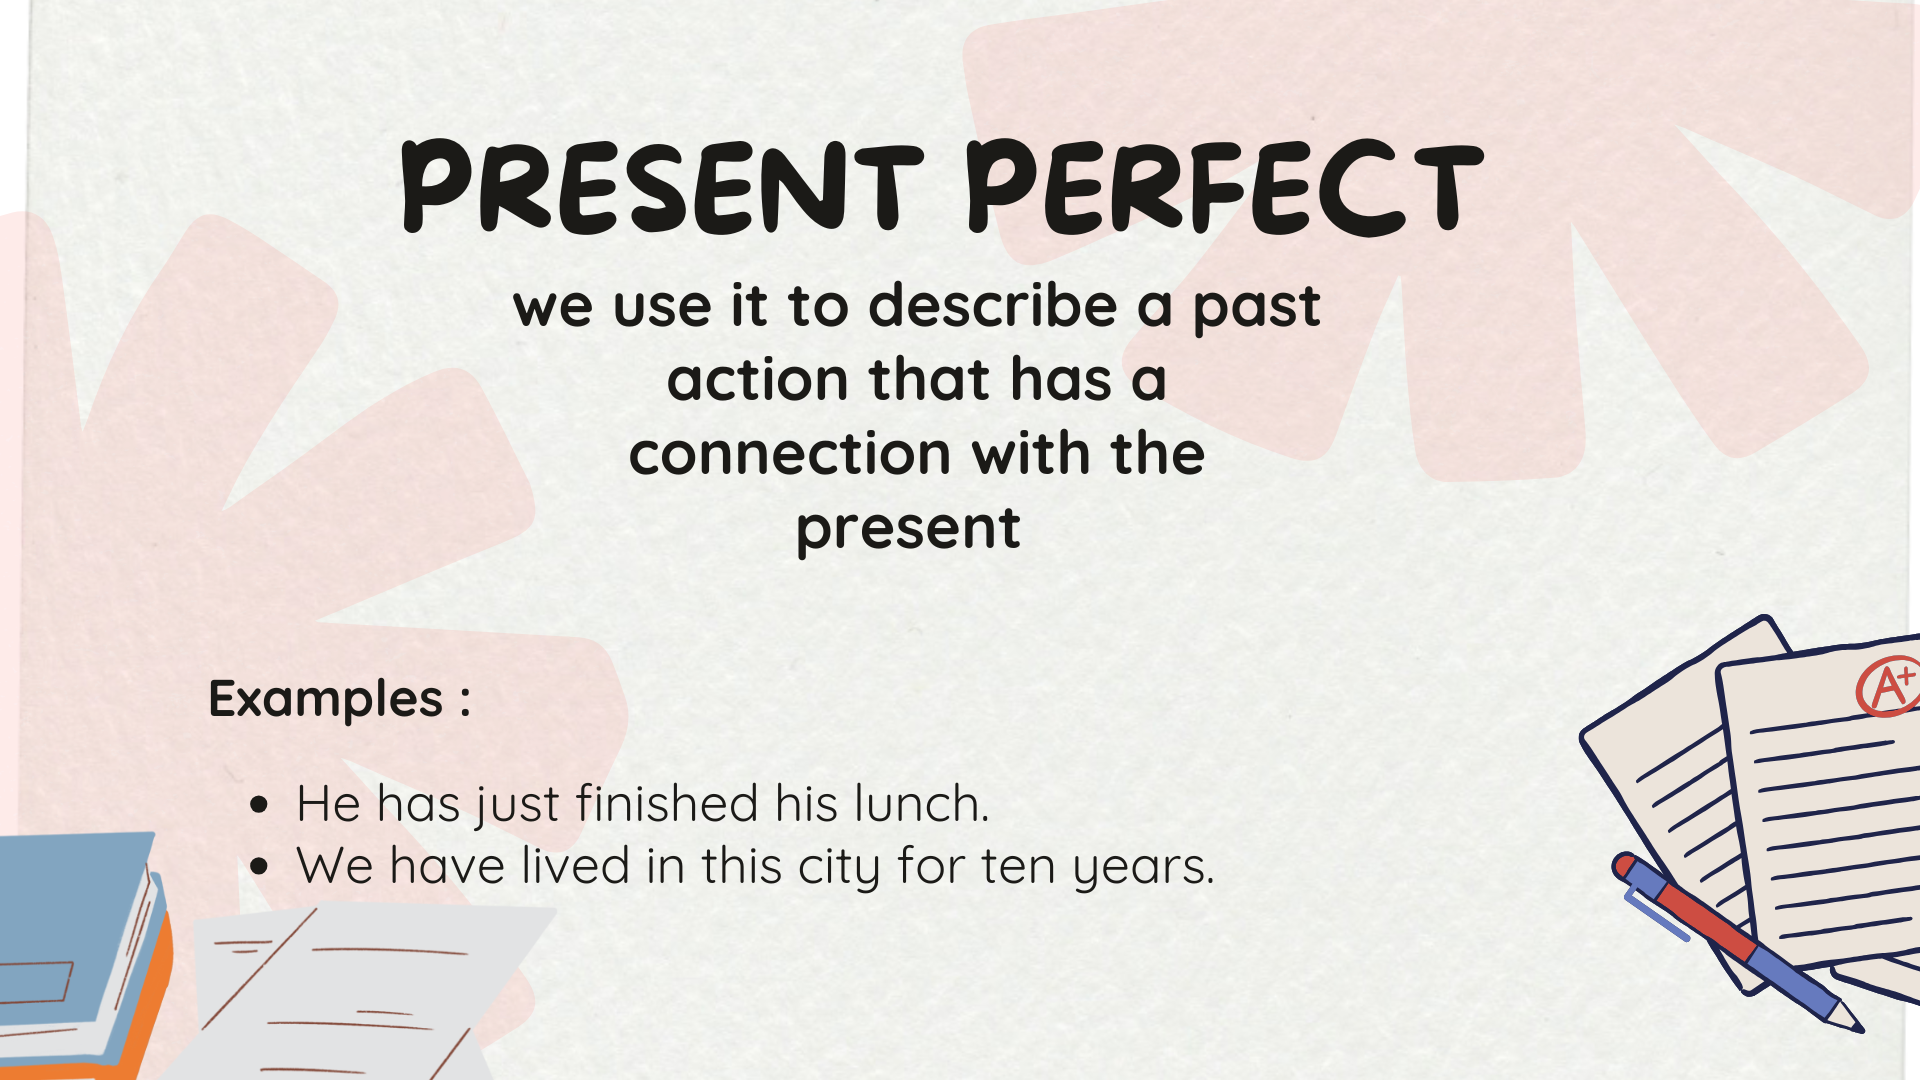 PRESENT PERFECT
we use it to describe a past
action that has a
connection with the
present
Examples :
• He has just finished his lunch.
• We have lived in this city for ten years.
A+